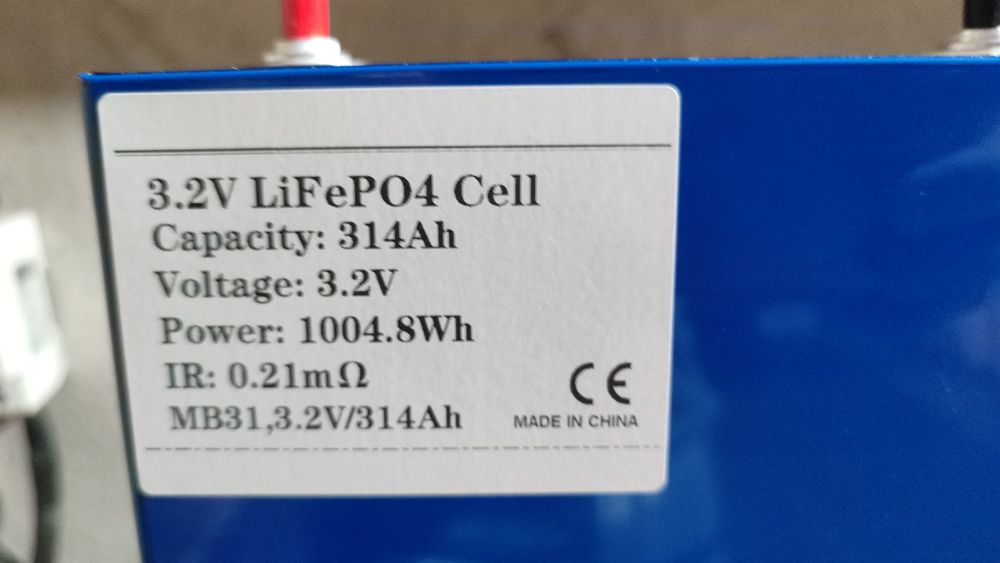 3.2V LiFePO4 Cell
Capacity: 314Ah
Voltage: 3.2V
Power: 1004.8Wh
IR: 0.21mΩ
MB31,3.2V/314Ah
CE
MADE IN CHINA